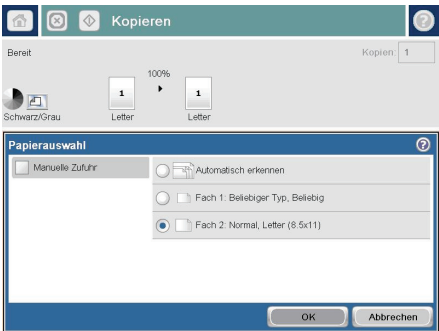 Kopieren
?
Bereit
Kopien: 1
100%
1
1
Schwarz/Grau
Letter
Letter
Papierauswahl
?
Manuelle Zufuhr
Automatisch erkennen
Fach 1: Beliebiger Typ, Beliebig
Fach 2: Normal, Letter (8.5x11)
OK
Abbrechen